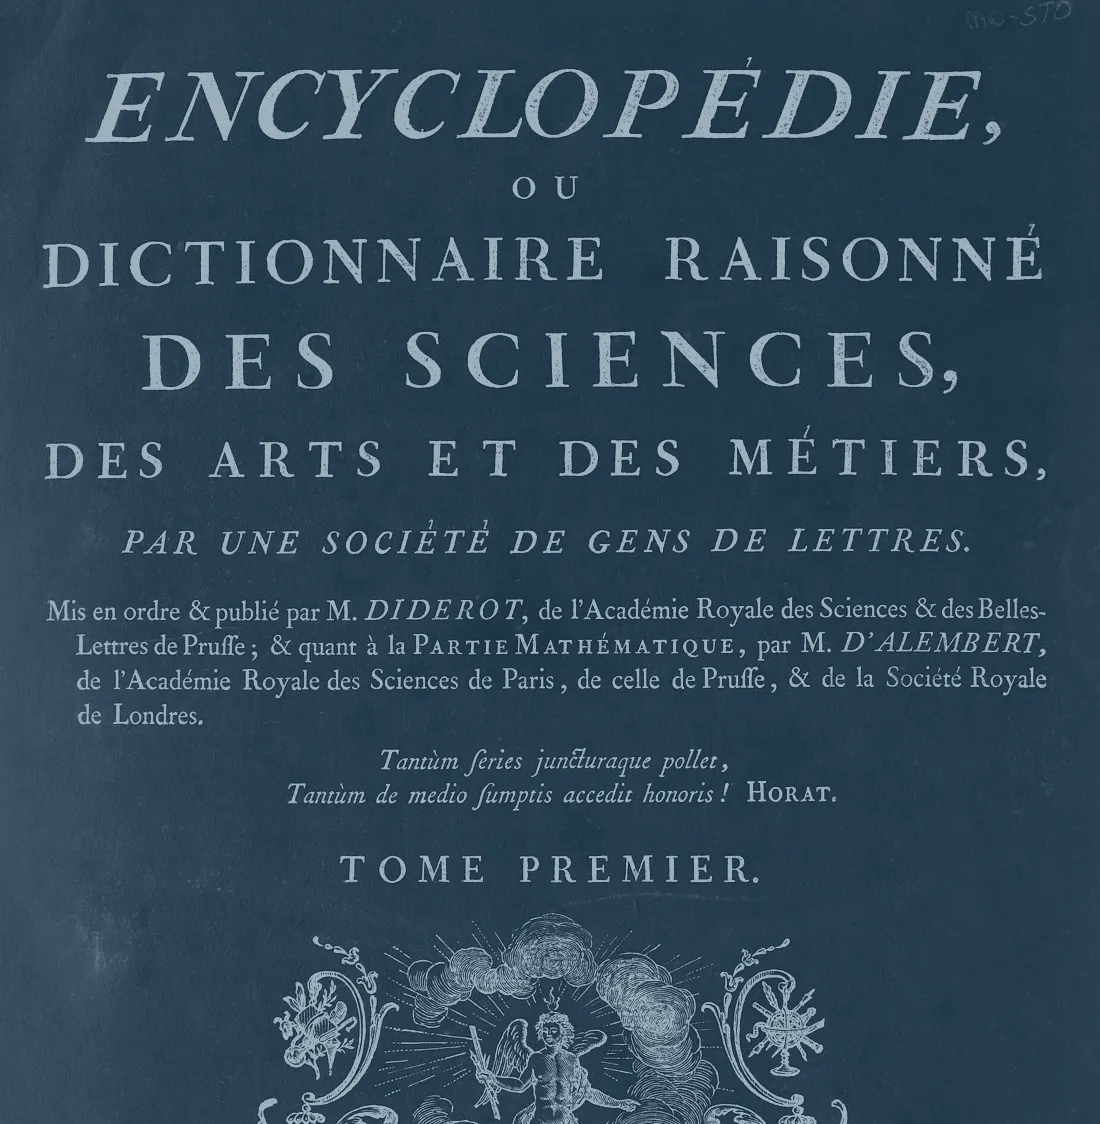 MO-STO
ENCYCLOPÉDIE,
OU
DICTIONNAIRE RAISONNÉ
DES SCIENCES,
DES ARTS ET DES MÉTIERS,
PAR UNE SOCIÉTÉ DE GENS DE LETTRES.
Mis en ordre & publié par M. DIDEROT, de l'Académie Royale des Sciences & des Belles-
Lettres de Pruſſe ; & quant à la PARTIE MATHÉMATIQUE, par M. D'ALEMBERT,
de l'Académie Royale des Sciences de Paris, de celle de Pruſſe, & de la Société Royale
de Londres.
Tantùm ſeries juncturaque pollet,
Tantùm de medio ſumptis accedit honoris ! HORAT.
TOME PREMIER.